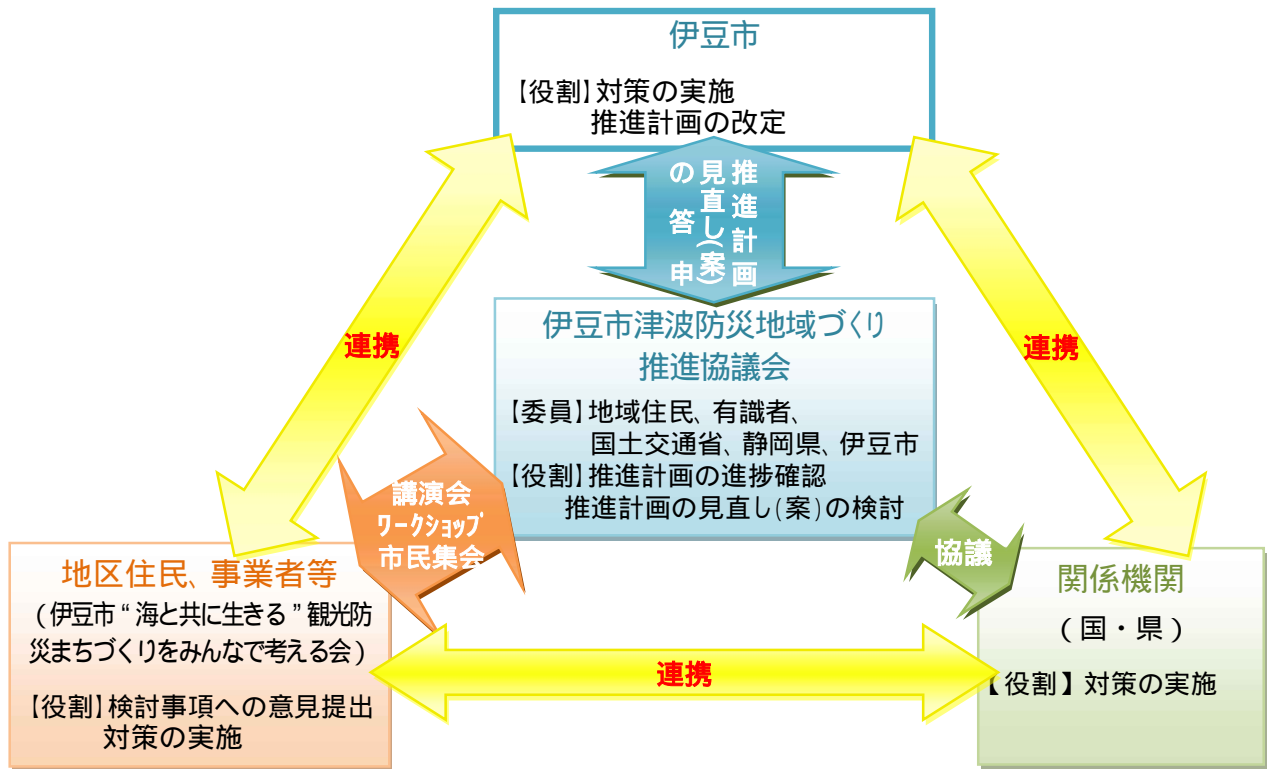 伊豆市
【役割】対策の実施
推進計画の改定
推進計画
見直し(案)
の答申
連携
連携
伊豆市津波防災地域づくり
推進協議会
【委員】地域住民、有識者、
国土交通省、静岡県、伊豆市
【役割】推進計画の進捗確認
推進計画の見直し(案)の検討
講演会
ワークショップ
市民集会
協議
地区住民、事業者等
(伊豆市“海と共に生きる”観光防
災まちづくりをみんなで考える会)
【役割】検討事項への意見提出
対策の実施
連携
関係機関
(国・県)
【役割】対策の実施